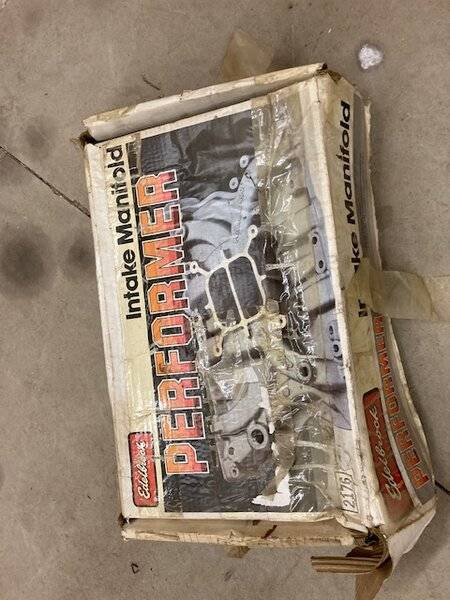 Edelbrock
PERFORMER
Intake Manifold
2176
Edelbrock
PERFORMER
Intake Manifold